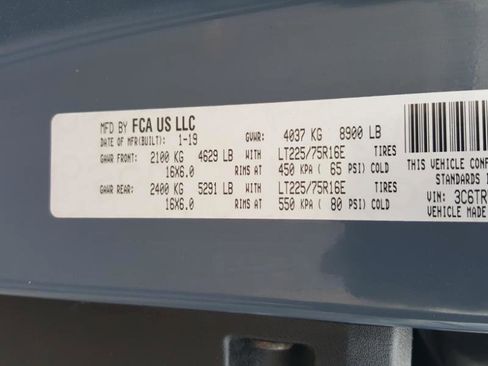 MFD BY FCA US LLC
DATE OF MFR(BUILT): 1-19 GVWR: 4037 KG 8900 LB
GAWR FRONT: 2100 KG 4629 LB WITH LT225/75R16E TIRES
16X6.0 RIMS AT 450 KPA ( 65 PSI) COLD
GAWR REAR: 2400 KG 5291 LB WITH LT225/75R16E TIRES
16X6.0 RIMS AT 550 KPA ( 80 PSI) COLD
THIS VEHICLE CONF
STANDARDS
VIN: 3C6TR
VEHICLE MADE